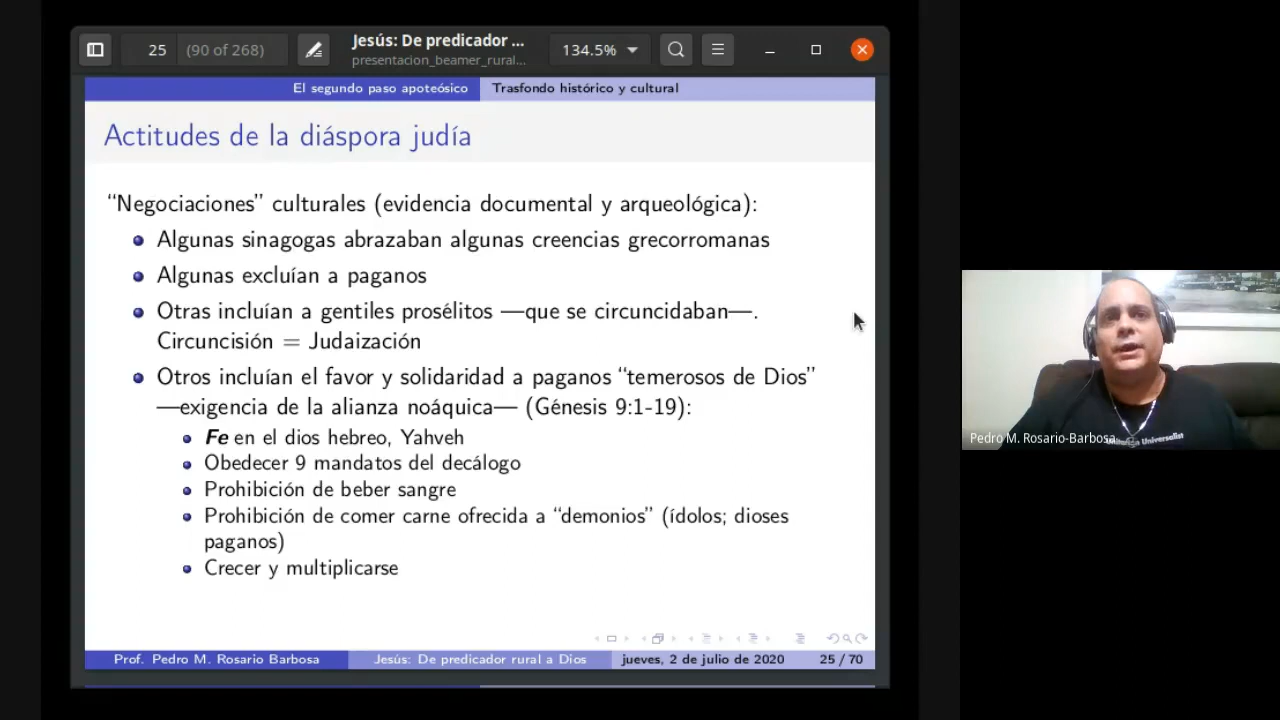 25
(90 of 268)
Jesús: De predicador ...
presentacion_beamer_rural...
134.5%
El segundo paso apoteósico
Trasfondo histórico y cultural
Actitudes de la diáspora judía
“Negociaciones” culturales (evidencia documental y arqueológica):
Algunas sinagogas abrazaban algunas creencias grecorromanas
Algunas excluían a paganos
Otras incluían a gentiles prosélitos —que se circuncidaban—.
Circuncisión = Judaización
Otros incluían el favor y solidaridad a paganos “temerosos de Dios”
—exigencia de la alianza noáquica— (Génesis 9:1-19):
Fe en el dios hebreo, Yahveh
Obedecer 9 mandatos del decálogo
Prohibición de beber sangre
Prohibición de comer carne ofrecida a “demonios” (ídolos; dioses
paganos)
Crecer y multiplicarse
Prof. Pedro M. Rosario Barbosa
Jesús: De predicador rural a Dios
jueves, 2 de julio de 2020
25 / 70
Pedro M. Rosario-Barbosa
Universalist